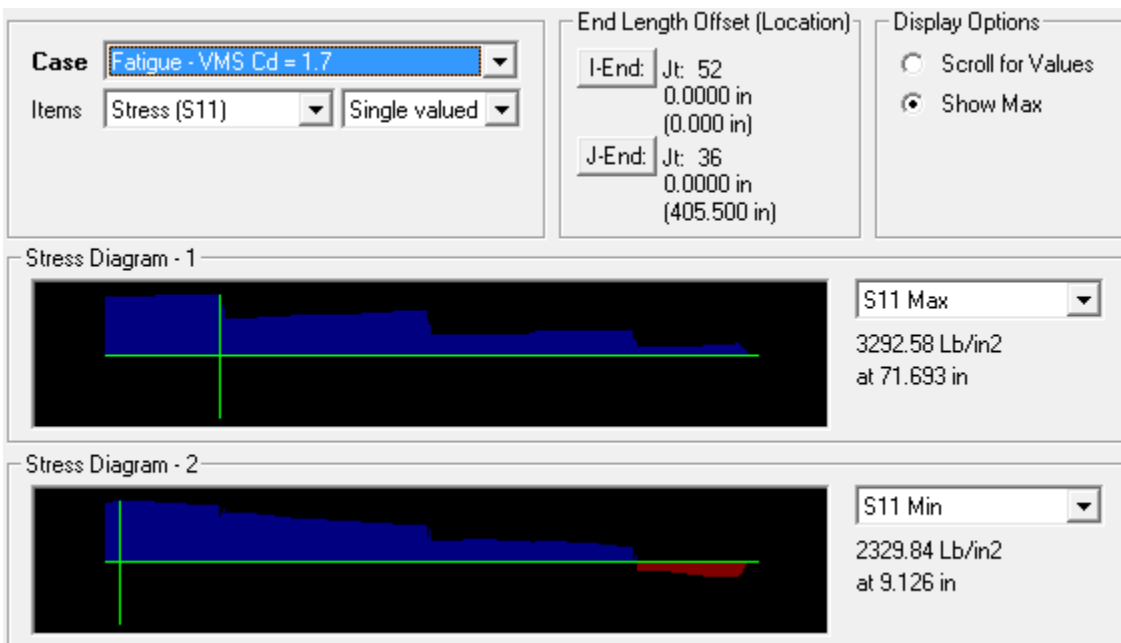 Case Fatigue - VMS Cd = 1.7
Items Stress (S11) Single valued
End Length Offset (Location)
I-End: Jt: 52
0.0000 in
(0.000 in)
J-End: Jt: 36
0.0000 in
(405.500 in)
Display Options
Scroll for Values
Show Max
Stress Diagram - 1
S11 Max
3292.58 Lb/in2
at 71.693 in
Stress Diagram - 2
S11 Min
2329.84 Lb/in2
at 9.126 in